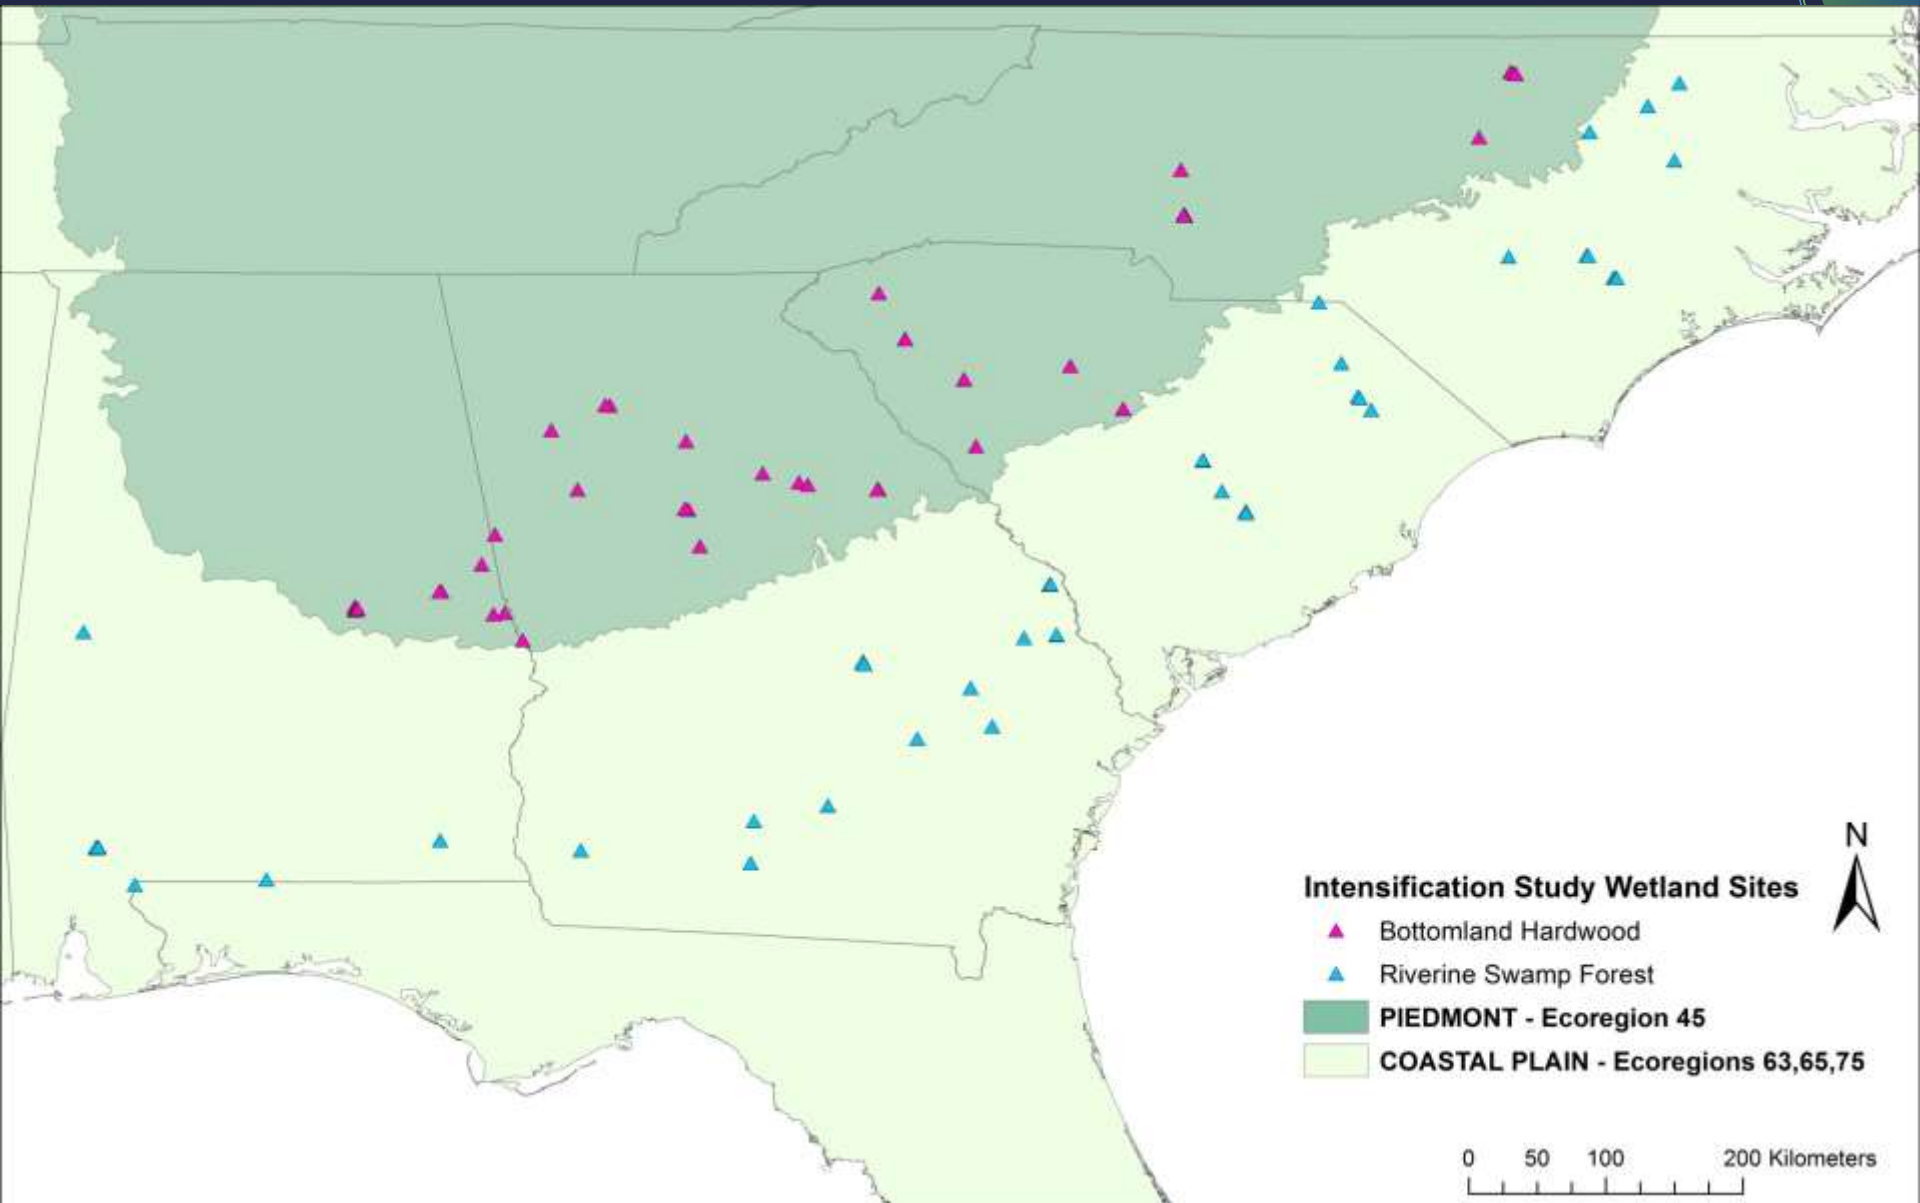 N
Intensification Study Wetland Sites
Bottomland Hardwood
Riverine Swamp Forest
PIEDMONT - Ecoregion 45
COASTAL PLAIN - Ecoregions 63,65,75
0 50 100 200 Kilometers